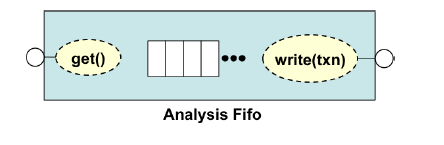 get()
write(txn)
Analysis Fifo